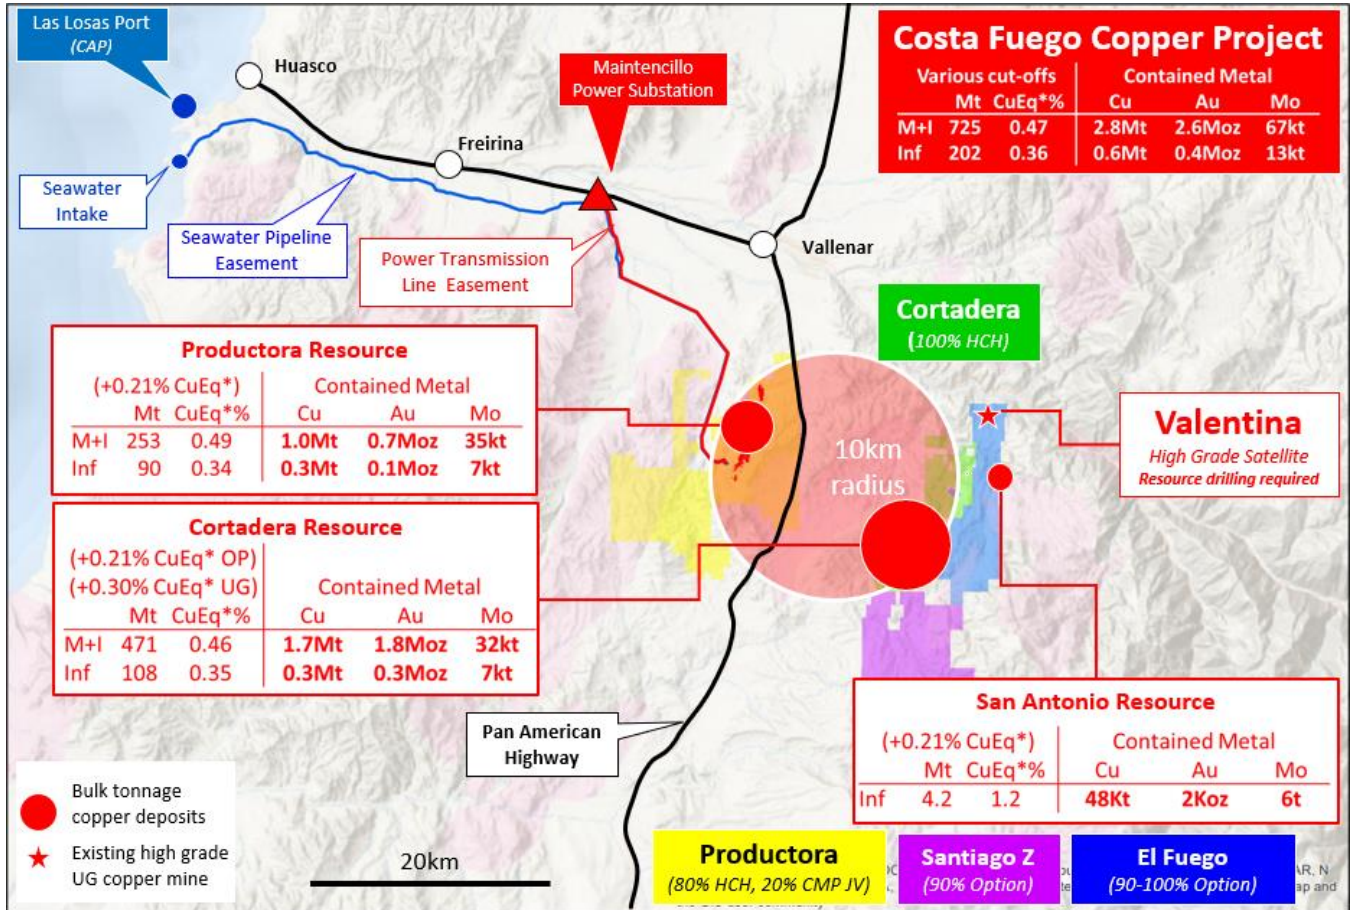 Las Losas Port
(CAP)
Huasco
Maintencillo
Power Substation
Freirina
Seawater
Intake
Seawater Pipeline
Easement
Power Transmission
Line Easement
Vallenar
Costa Fuego Copper Project
Various cut-offs Contained Metal
Mt CuEq*% Cu Au Mo
M+I 725 0.47 2.8Mt 2.6Moz 67kt
Inf 202 0.36 0.6Mt 0.4Moz 13kt
Cortadera
(100% HCH)
Productora Resource
(+0.21% CuEq*) Contained Metal
Mt CuEq*% Cu Au Mo
M+I 253 0.49 1.0Mt 0.7Moz 35kt
Inf 90 0.34 0.3Mt 0.1Moz 7kt
10km
radius
Valentina
High Grade Satellite
Resource drilling required
Cortadera Resource
(+0.21% CuEq* OP)
(+0.30% CuEq* UG) Contained Metal
Mt CuEq*% Cu Au Mo
M+I 471 0.46 1.7Mt 1.8Moz 32kt
Inf 108 0.35 0.3Mt 0.3Moz 7kt
San Antonio Resource
(+0.21% CuEq*) Contained Metal
Mt CuEq*% Cu Au Mo
Inf 4.2 1.2 48Kt 2Koz 6t
Pan American
Highway
Bulk tonnage
copper deposits
Existing high grade
UG copper mine
20km
Productora
(80% HCH, 20% CMP JV)
Santiago Z
(90% Option)
El Fuego
(90-100% Option)
AR, N
ap and